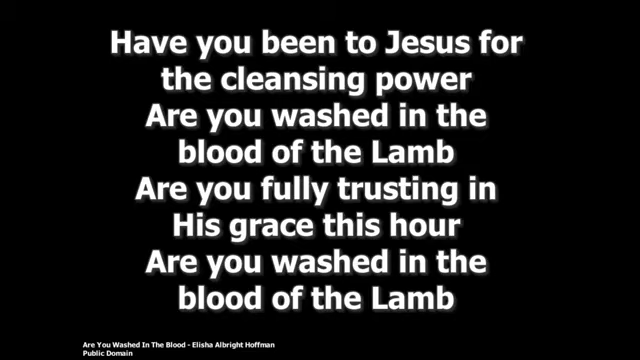 Have you been to Jesus for
the cleansing power
Are you washed in the
blood of the Lamb
Are you fully trusting in
His grace this hour
Are you washed in the
blood of the Lamb
Are You Washed In The Blood - Elisha Albright Hoffman
Public Domain